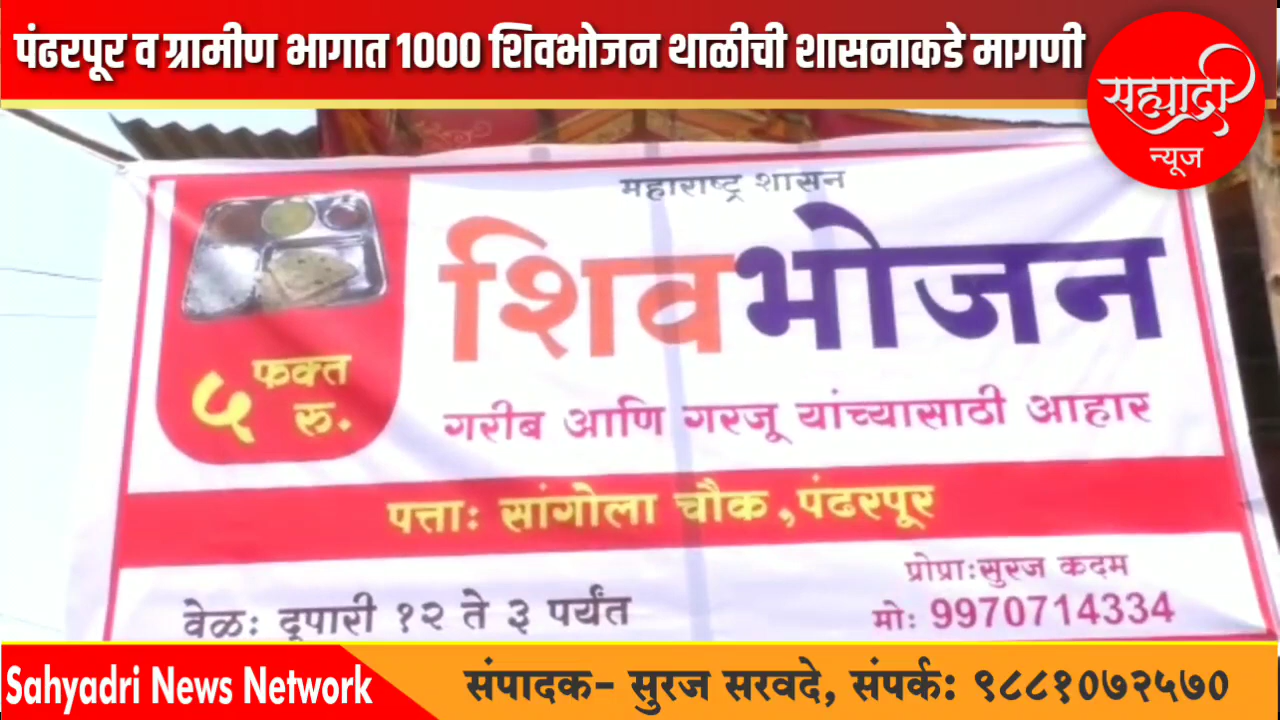 पंढरपूर व ग्रामीण भागात 1000 शिवभोजन थाळीची शासनाकडे मागणी
सह्याद्री
न्यूज
महाराष्ट्र शासन
शिवभोजन
५ फक्त रु.
गरीब आणि गरजू यांच्यासाठी आहार
पत्ताः सांगोला चौक,पंढरपूर
प्रोप्राःसुरज कदम
वेळः दूपारी १२ ते ३ पर्यंत
मोः 9970714334
Sahyadri News Network
संपादक- सुरज सरवदे, संपर्क: ९८८१०७२५७०